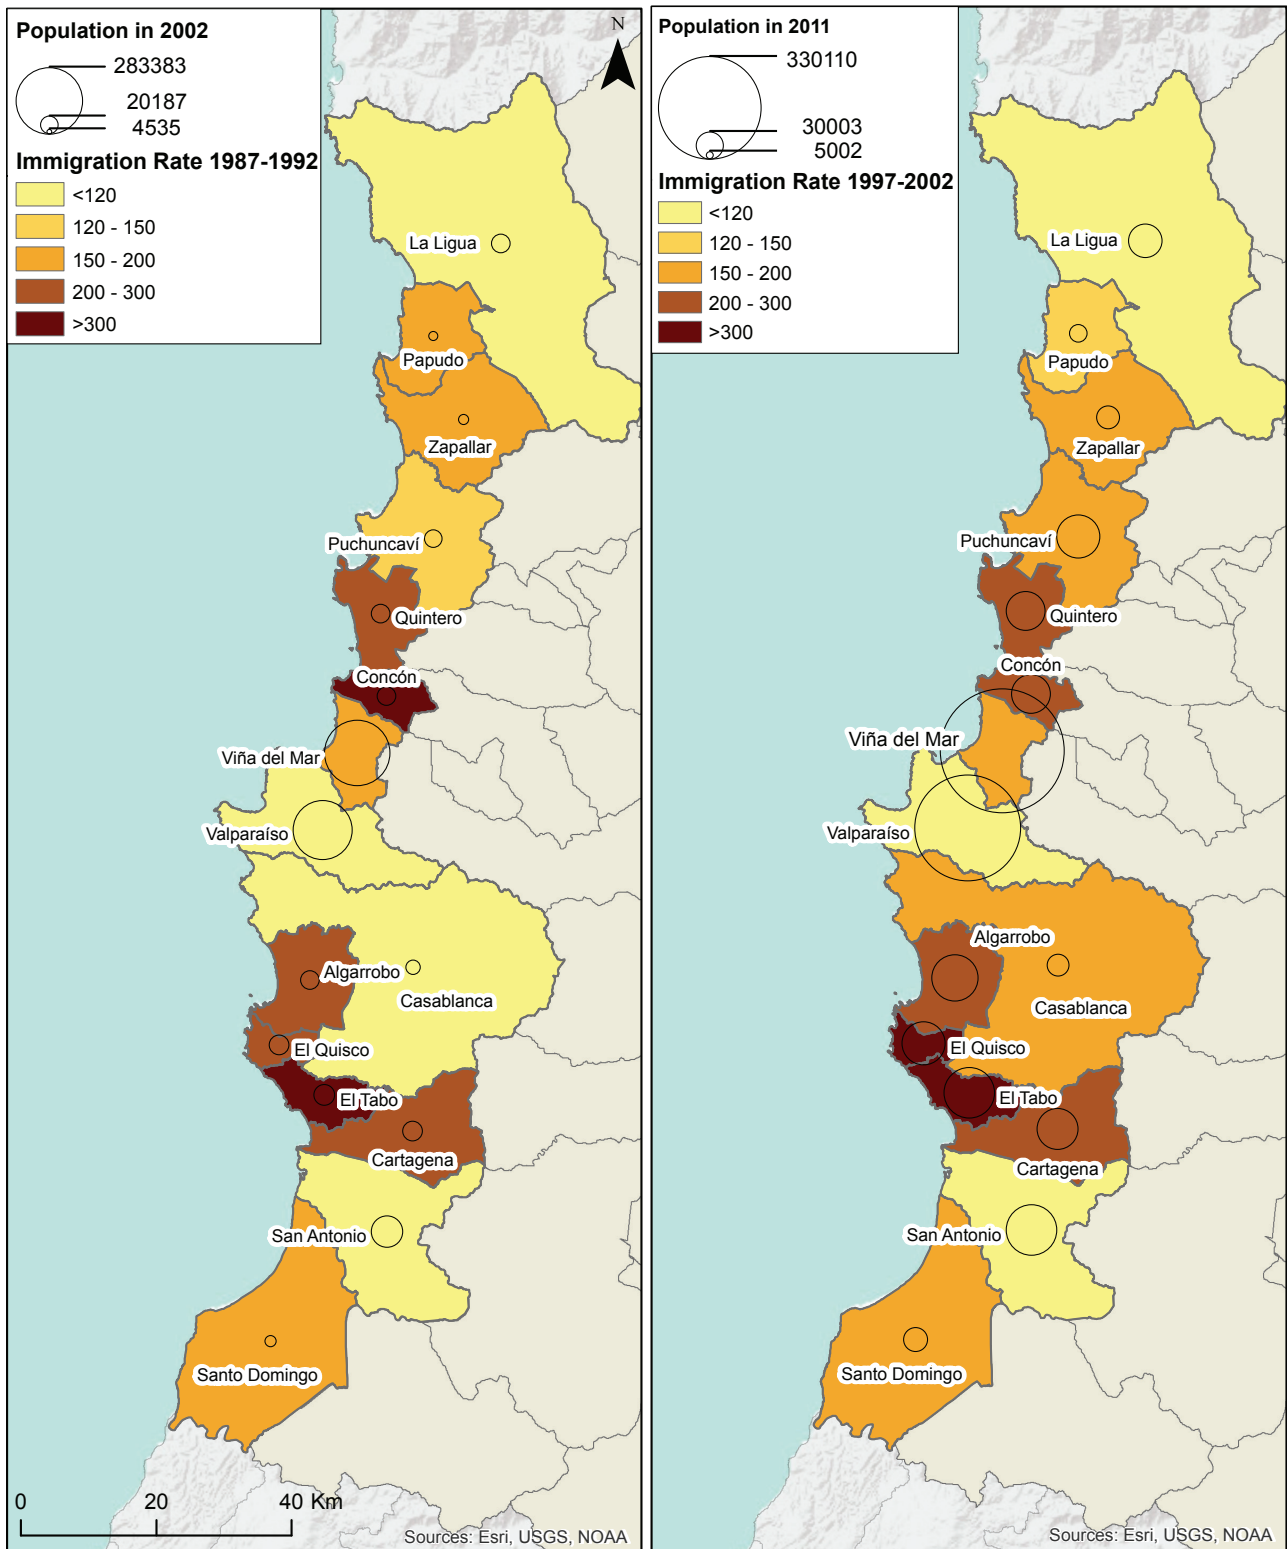 Population in 2002
283383
20187
4535
Immigration Rate 1987-1992
<120
120 - 150
150 - 200
200 - 300
>300
N
La Ligua
Papudo
Zapallar
Puchuncaví
Quintero
Concón
Viña del Mar
Valparaíso
Algarrobo
Casablanca
El Quisco
El Tabo
Cartagena
San Antonio
Santo Domingo
0 20 40 Km
Sources: Esri, USGS, NOAA
Population in 2011
330110
30003
5002
Immigration Rate 1997-2002
<120
120 - 150
150 - 200
200 - 300
>300
La Ligua
Papudo
Zapallar
Puchuncaví
Quintero
Concón
Viña del Mar
Valparaíso
Algarrobo
Casablanca
El Quisco
El Tabo
Cartagena
San Antonio
Santo Domingo
Sources: Esri, USGS, NOAA